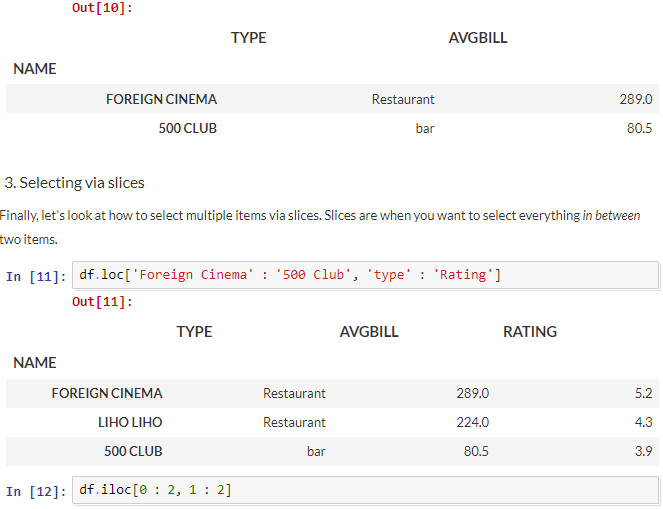 Out[10]:
TYPE AVGBILL
NAME
FOREIGN CINEMA Restaurant 289.0
500 CLUB bar 80.5
3. Selecting via slices
Finally, let's look at how to select multiple items via slices. Slices are when you want to select everything in between
two items.
In [11]: df.loc['Foreign Cinema' : '500 Club', 'type' : 'Rating']
Out[11]:
TYPE AVGBILL RATING
NAME
FOREIGN CINEMA Restaurant 289.0 5.2
LIHO LIHO Restaurant 224.0 4.3
500 CLUB bar 80.5 3.9
In [12]: df.iloc[0 : 2, 1 : 2]